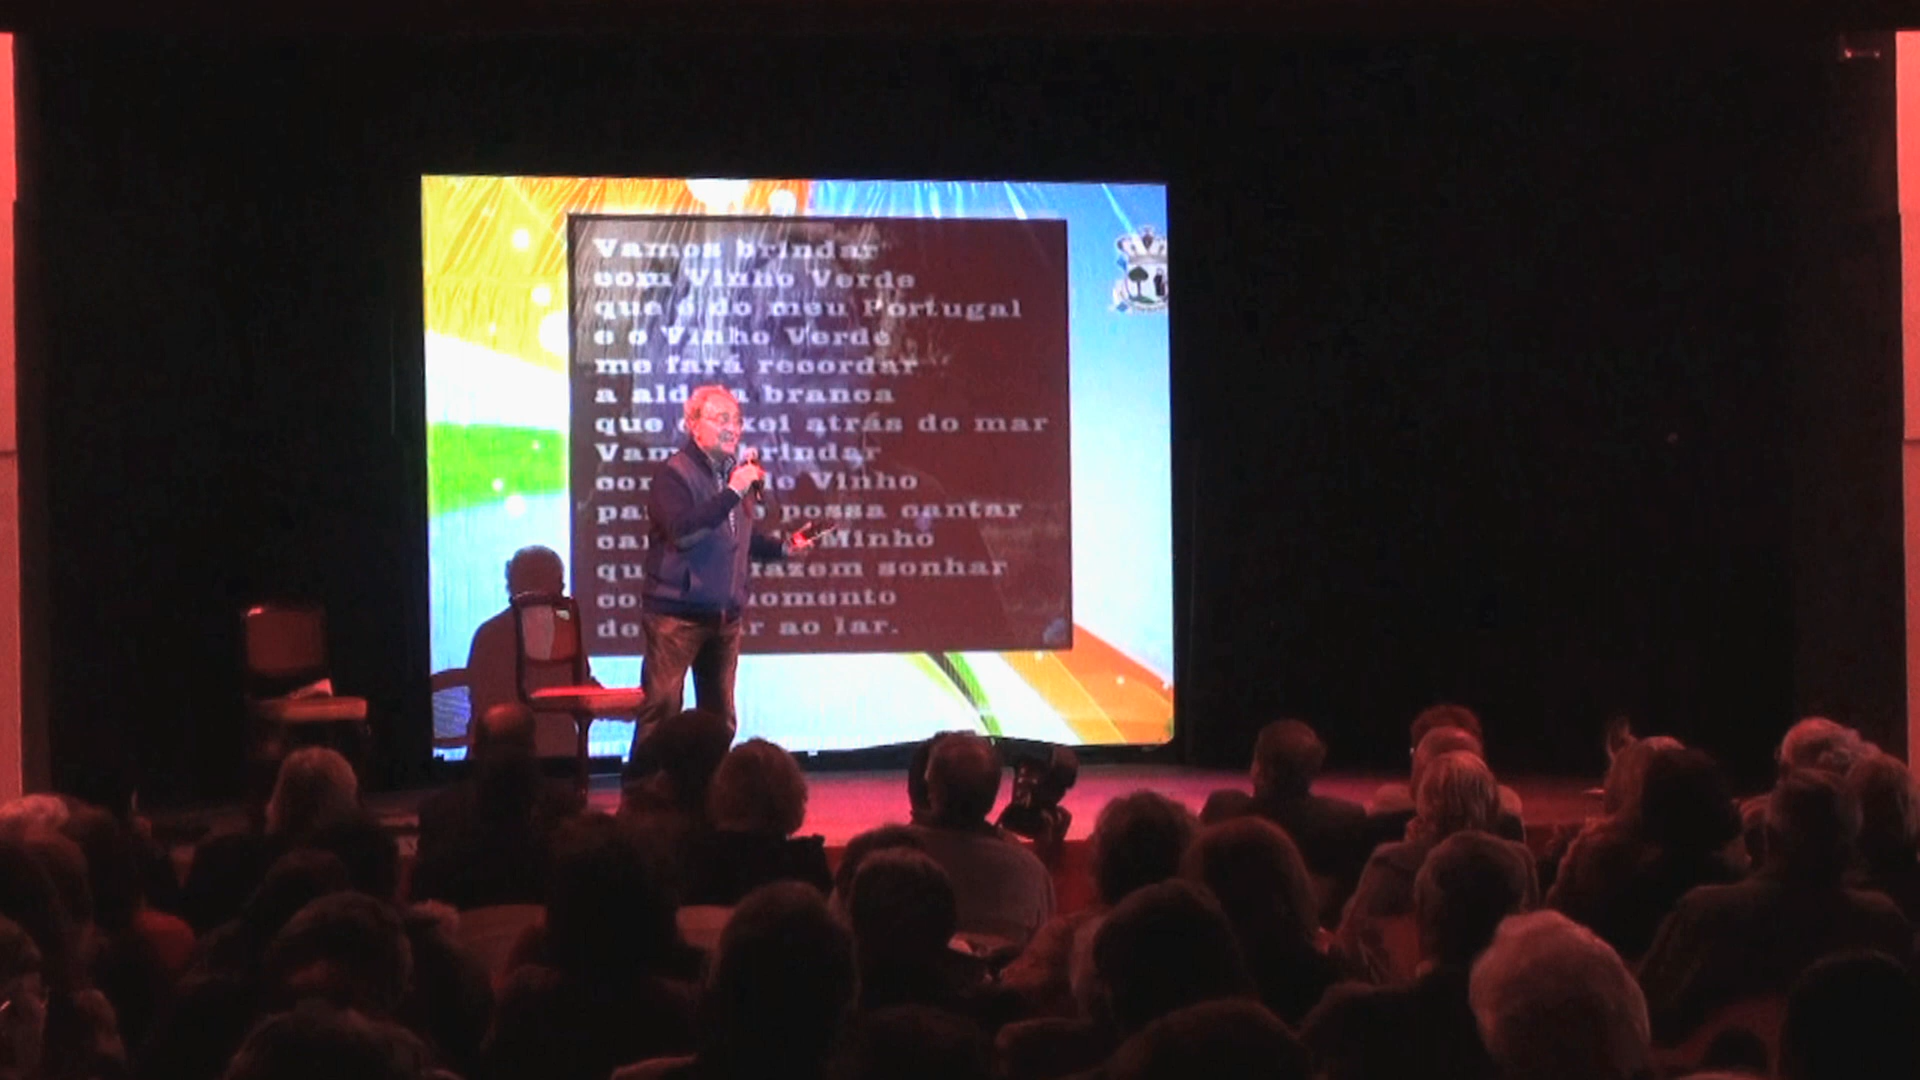 Vamos brindar
com Vinho Verde
que é do meu Portugal
e o Vinho Verde
me fará recordar
a branca
que atrás do mar
brindar
Vinho
possa cantar
Minho
fazem sonhar
momento
ao lar.